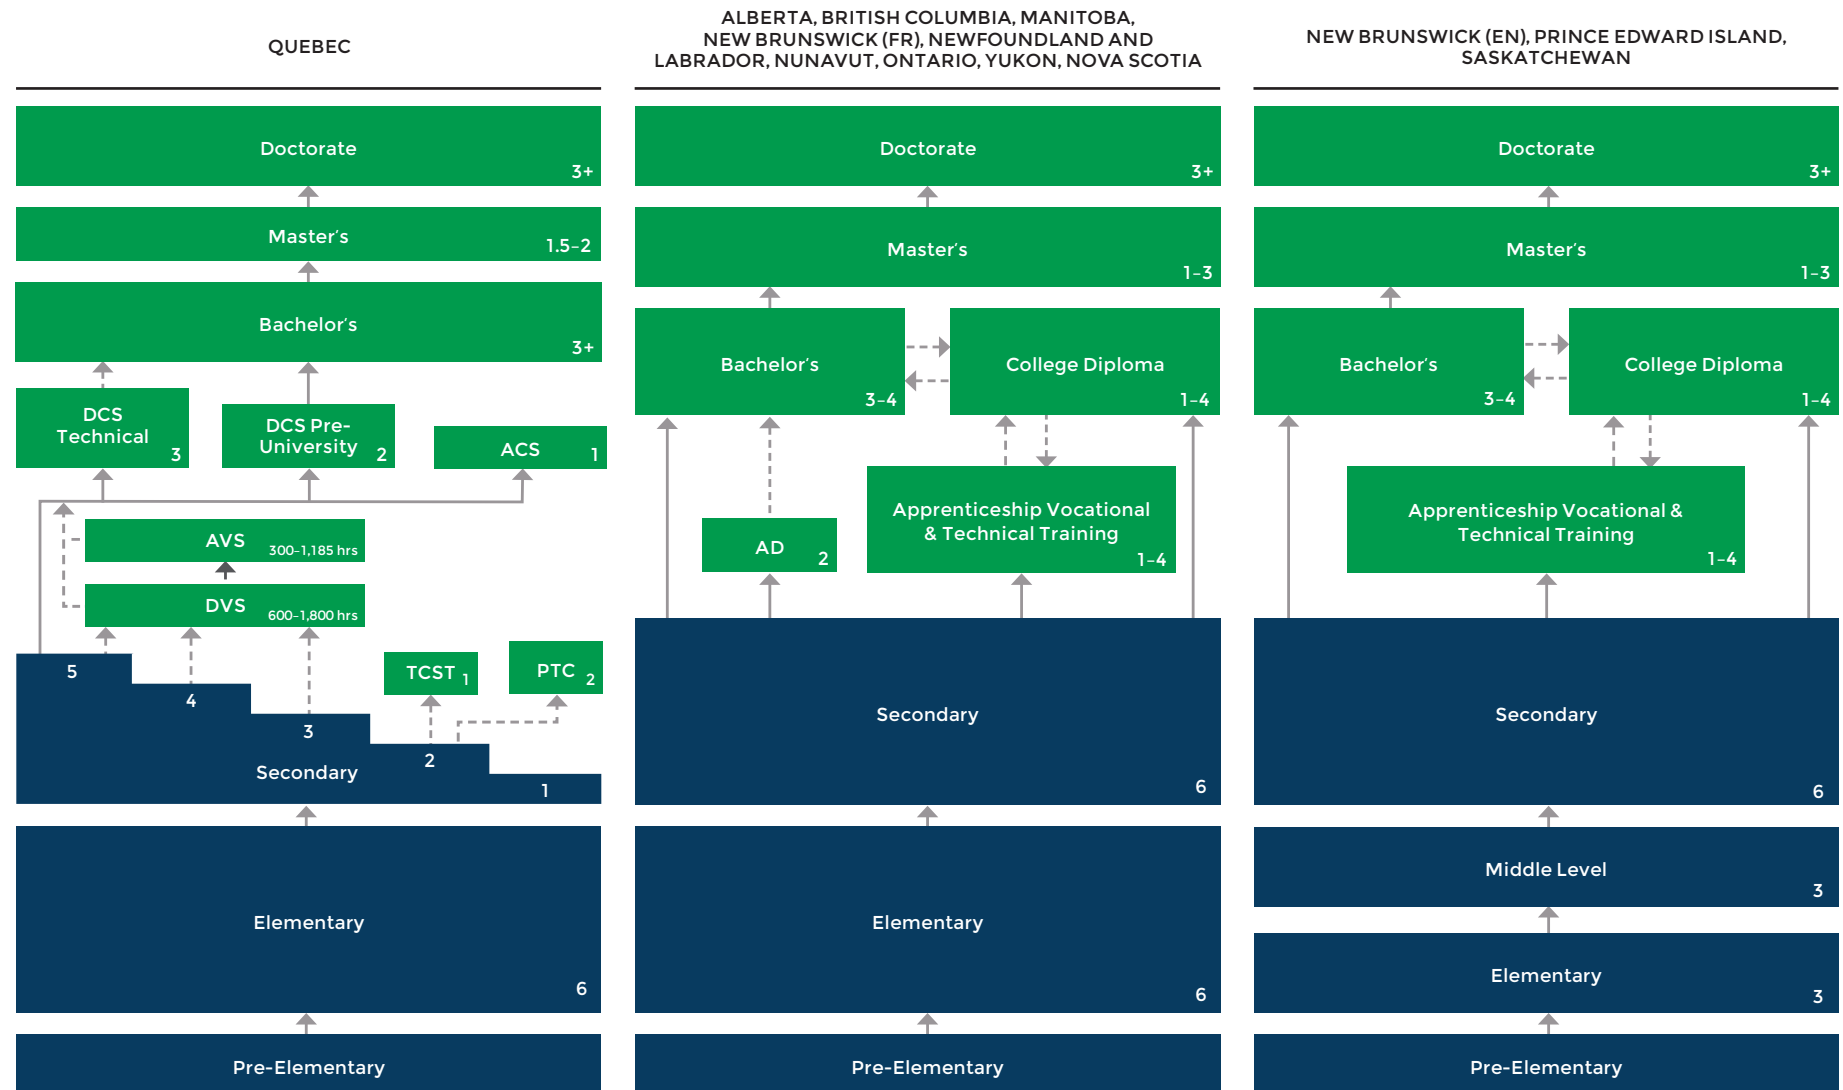 QUEBEC
Doctorate
3+
Master's
1.5–2
Bachelor's
3+
DCS
Technical
3
DCS Pre-
University
2
ACS
1
AVS
300–1,185 hrs
DVS
600–1,800 hrs
TCST
1
PTC
2
5
4
3
2
1
Secondary
Elementary
6
Pre-Elementary
ALBERTA, BRITISH COLUMBIA, MANITOBA,
NEW BRUNSWICK (FR), NEWFOUNDLAND AND
LABRADOR, NUNAVUT, ONTARIO, YUKON, NOVA SCOTIA
Doctorate
3+
Master's
1–3
Bachelor's
3–4
College Diploma
1–4
AD
2
Apprenticeship Vocational
& Technical Training
1–4
Secondary
6
Elementary
6
Pre-Elementary
NEW BRUNSWICK (EN), PRINCE EDWARD ISLAND,
SASKATCHEWAN
Doctorate
3+
Master's
1–3
Bachelor's
3–4
College Diploma
1–4
Apprenticeship Vocational &
Technical Training
1–4
Secondary
6
Middle Level
3
Elementary
3
Pre-Elementary